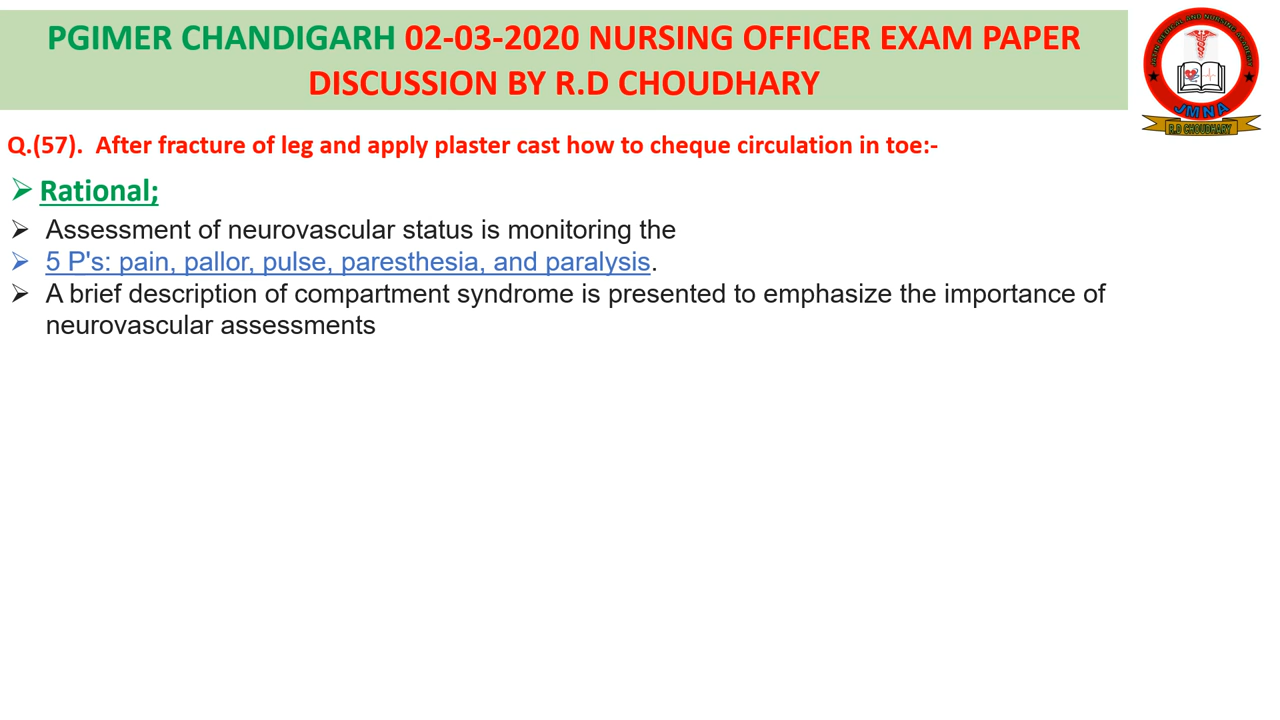 PGIMER CHANDIGARH 02-03-2020 NURSING OFFICER EXAM PAPER
DISCUSSION BY R.D CHOUDHARY
JMNA
R.D CHOUDHARY
Q.(57). After fracture of leg and apply plaster cast how to cheque circulation in toe:-
Rational;
Assessment of neurovascular status is monitoring the
5 P's: pain, pallor, pulse, paresthesia, and paralysis.
A brief description of compartment syndrome is presented to emphasize the importance of
neurovascular assessments